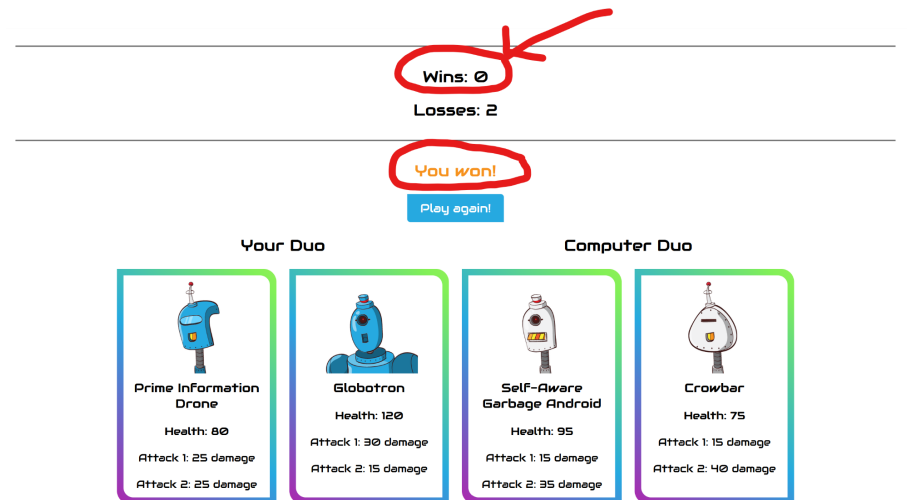 Wins: 0
Losses: 2
You won!
Play again!
Your Duo
Computer Duo
Prime Information
Drone
Health: 80
Attack 1: 25 damage
Attack 2: 25 damage
Globotron
Health: 120
Attack 1: 30 damage
Attack 2: 15 damage
Self-Aware
Garbage Android
Health: 95
Attack 1: 15 damage
Attack 2: 35 damage
Crowbar
Health: 75
Attack 1: 15 damage
Attack 2: 40 damage